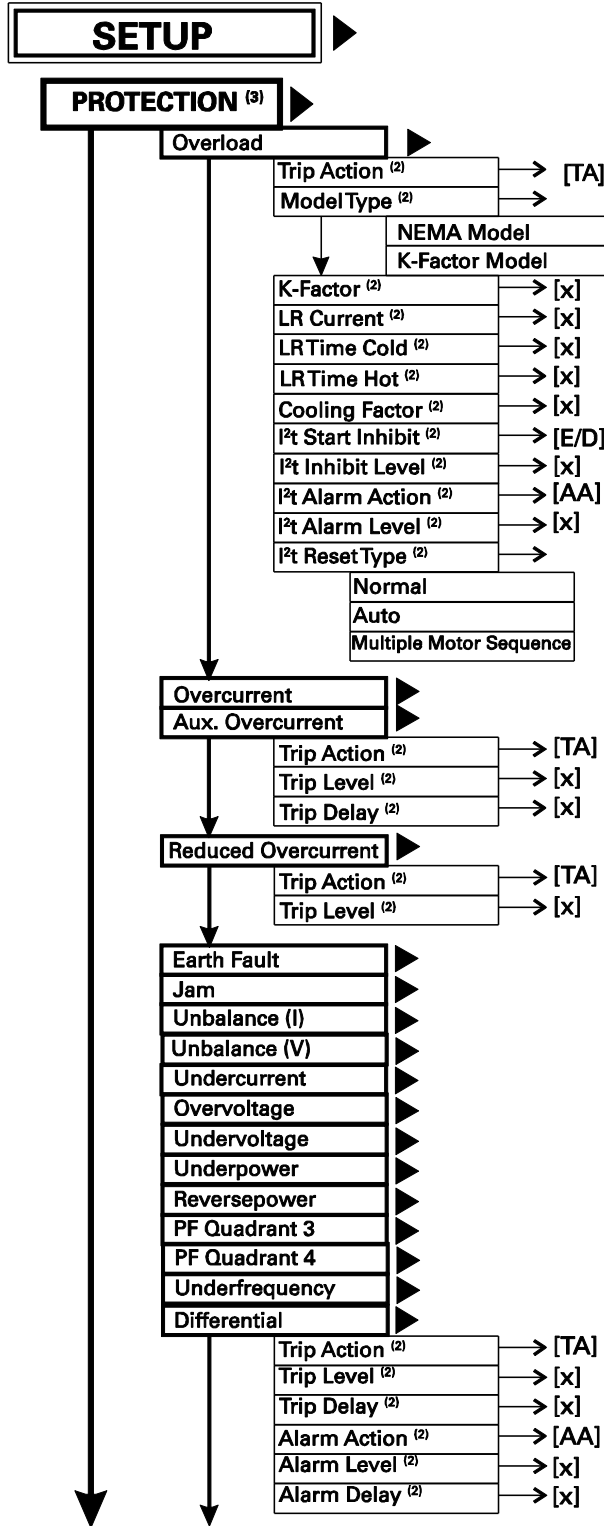 SETUP
PROTECTION (3)
Overload
Trip Action (2) [TA]
Model Type (2)
NEMA Model
K-Factor Model
K-Factor (2) [x]
LR Current (2) [x]
LR Time Cold (2) [x]
LR Time Hot (2) [x]
Cooling Factor (2) [x]
I²t Start Inhibit (2) [E/D]
I²t Inhibit Level (2) [x]
I²t Alarm Action (2) [AA]
I²t Alarm Level (2) [x]
I²t Reset Type (2)
Normal
Auto
Multiple Motor Sequence
Overcurrent
Aux. Overcurrent
Trip Action (2) [TA]
Trip Level (2) [x]
Trip Delay (2) [x]
Reduced Overcurrent
Trip Action (2) [TA]
Trip Level (2) [x]
Earth Fault
Jam
Unbalance (I)
Unbalance (V)
Undercurrent
Overvoltage
Undervoltage
Underpower
Reversepower
PF Quadrant 3
PF Quadrant 4
Underfrequency
Differential
Trip Action (2) [TA]
Trip Level (2) [x]
Trip Delay (2) [x]
Alarm Action (2) [AA]
Alarm Level (2) [x]
Alarm Delay (2) [x]